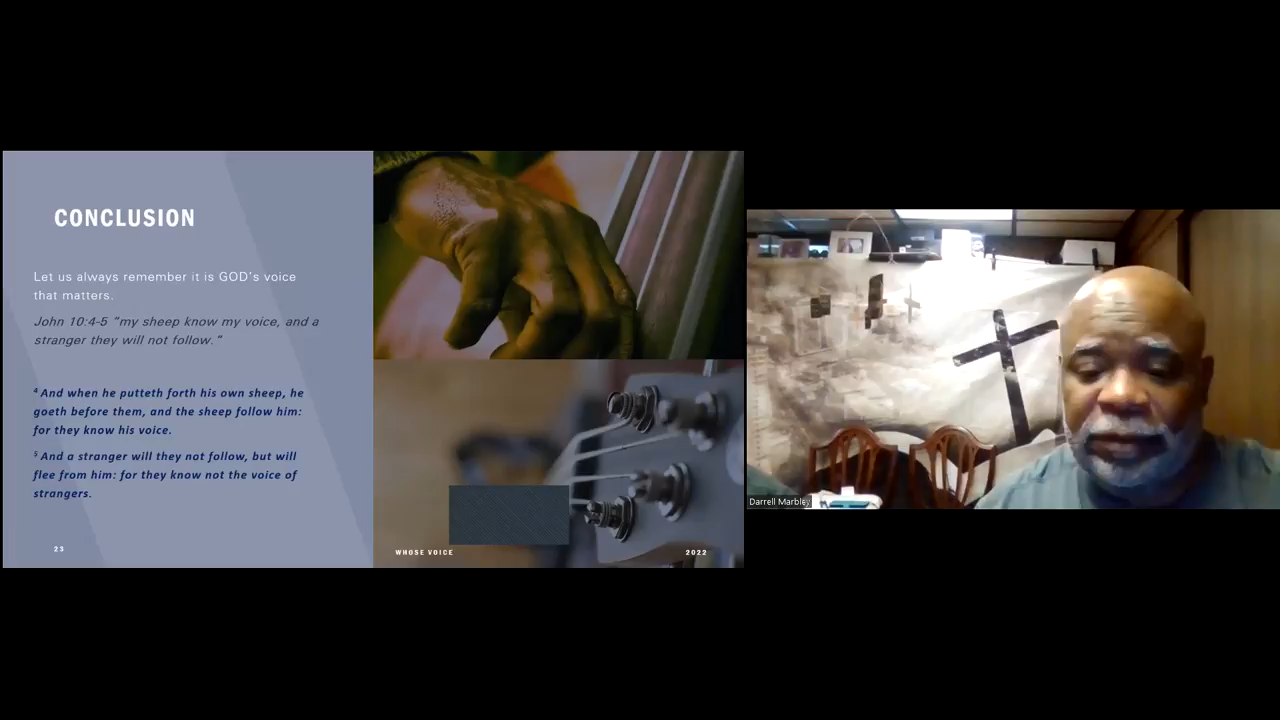 CONCLUSION
Let us always remember it is GOD's voice
that matters.
John 10:4-5 "my sheep know my voice, and a
stranger they will not follow."
4 And when he putteth forth his own sheep, he
goeth before them, and the sheep follow him:
for they know his voice.
5 And a stranger will they not follow, but will
flee from him: for they know not the voice of
strangers.
23
WHOSE VOICE
2022
Darrell Marbley